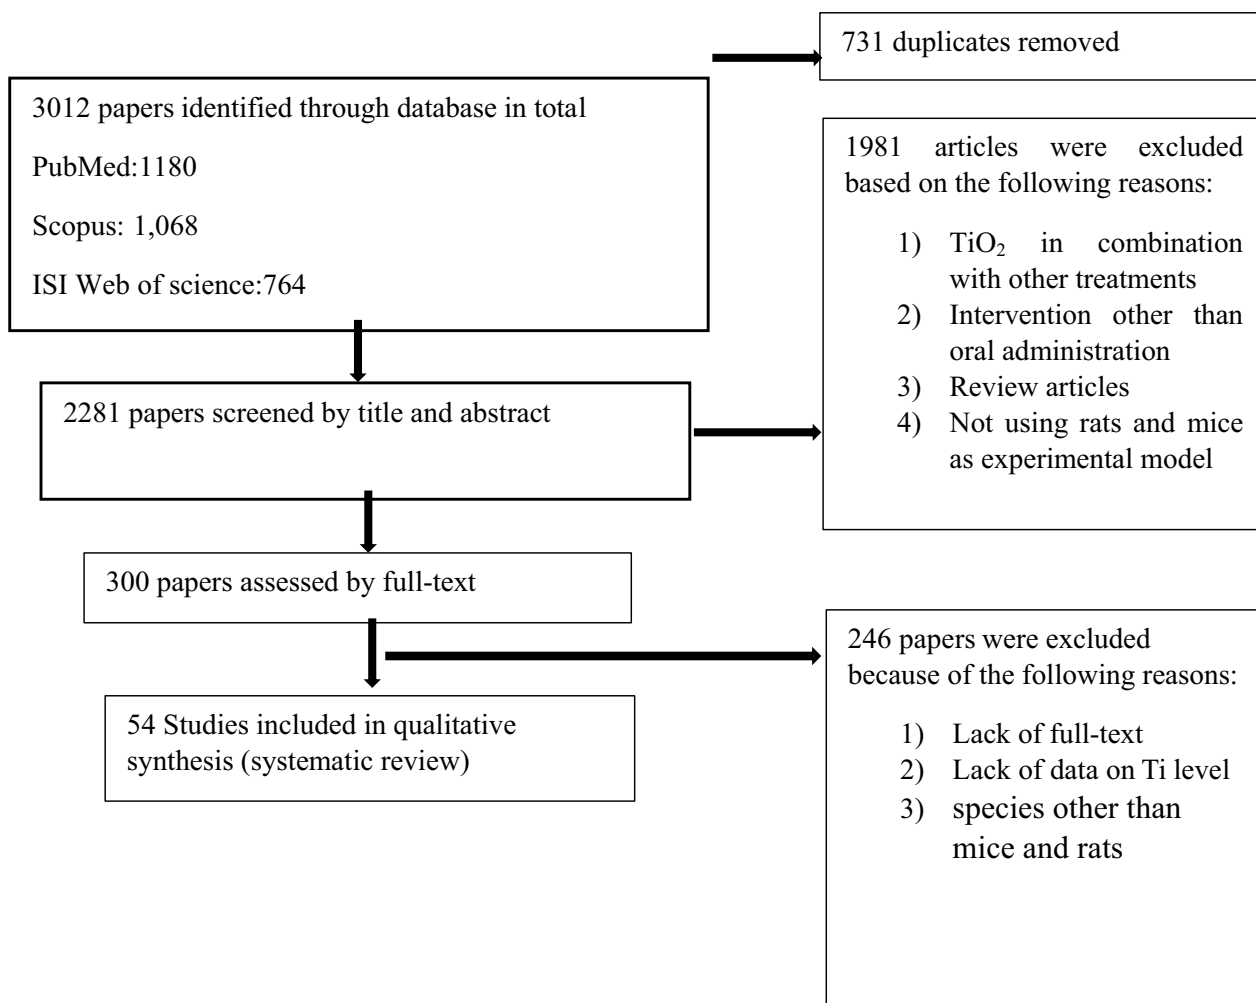 731 duplicates removed
3012 papers identified through database in total
PubMed:1180
Scopus: 1,068
ISI Web of science:764
1981 articles were excluded
based on the following reasons:
1) TiO₂ in combination
with other treatments
2) Intervention other than
oral administration
3) Review articles
4) Not using rats and mice
as experimental model
2281 papers screened by title and abstract
300 papers assessed by full-text
246 papers were excluded
because of the following reasons:
1) Lack of full-text
2) Lack of data on Ti level
3) species other than
mice and rats
54 Studies included in qualitative
synthesis (systematic review)